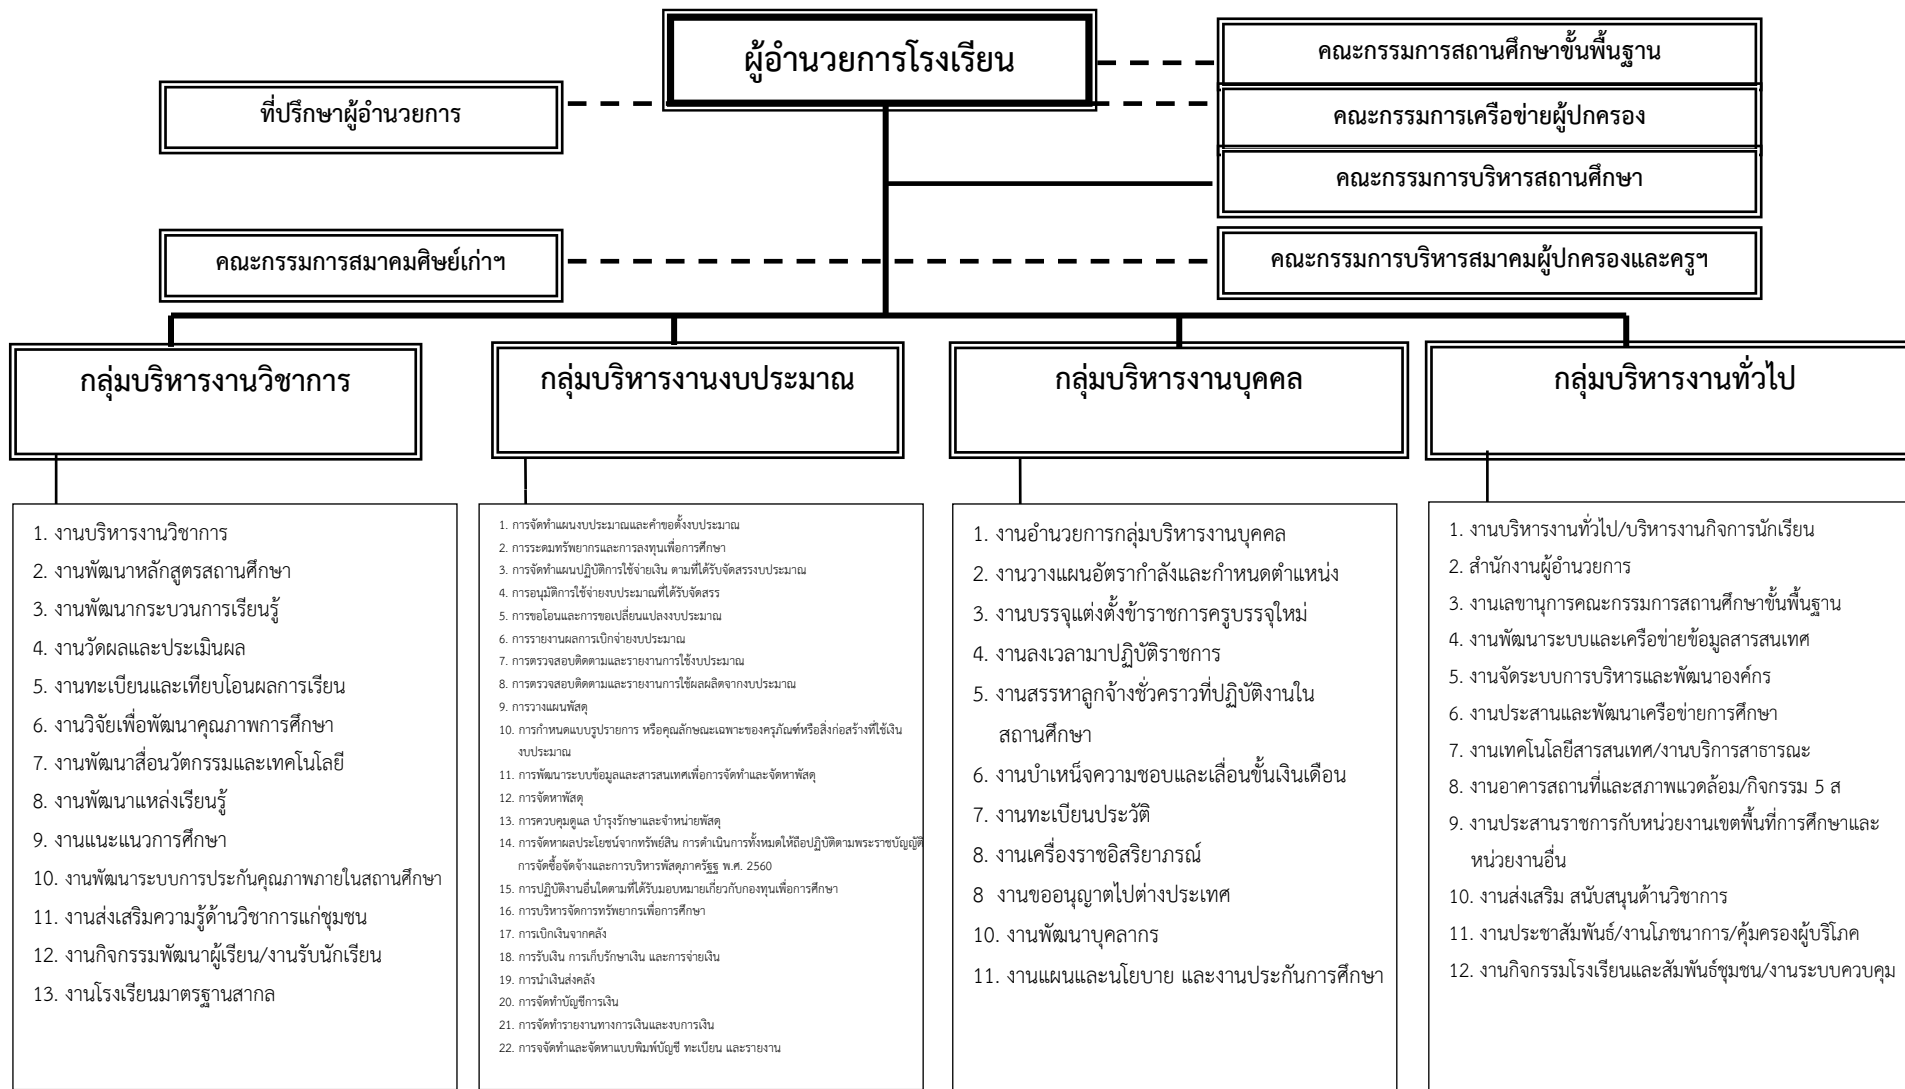 ผู้อำนวยการโรงเรียน
คณะกรรมการสถานศึกษาขั้นพื้นฐาน
ที่ปรึกษาผู้อำนวยการ
คณะกรรมการเครือข่ายผู้ปกครอง
คณะกรรมการบริหารสถานศึกษา
คณะกรรมการสมาคมศิษย์เก่าฯ
คณะกรรมการบริหารสมาคมผู้ปกครองและครูฯ
กลุ่มบริหารงานวิชาการ
กลุ่มบริหารงานงบประมาณ
กลุ่มบริหารงานบุคคล
กลุ่มบริหารงานทั่วไป
1. งานบริหารงานวิชาการ
2. งานพัฒนาหลักสูตรสถานศึกษา
3. งานพัฒนากระบวนการเรียนรู้
4. งานวัดผลและประเมินผล
5. งานทะเบียนและเทียบโอนผลการเรียน
6. งานวิจัยเพื่อพัฒนาคุณภาพการศึกษา
7. งานพัฒนาสื่อนวัตกรรมและเทคโนโลยี
8. งานพัฒนาแหล่งเรียนรู้
9. งานแนะแนวการศึกษา
10. งานพัฒนาระบบการประกันคุณภาพภายในสถานศึกษา
11. งานส่งเสริมความรู้ด้านวิชาการแก่ชุมชน
12. งานกิจกรรมพัฒนาผู้เรียน/งานรับนักเรียน
13. งานโรงเรียนมาตรฐานสากล
1. การจัดทำแผนงบประมาณและคำขอตั้งงบประมาณ
2. การระดมทรัพยากรและการลงทุนเพื่อการศึกษา
3. การจัดทำแผนปฏิบัติการใช้จ่ายเงิน ตามที่ได้รับจัดสรรงบประมาณ
4. การอนุมัติการใช้จ่ายงบประมาณที่ได้รับจัดสรร
5. การขอโอนและการขอเปลี่ยนแปลงงบประมาณ
6. การรายงานผลการเบิกจ่ายงบประมาณ
7. การตรวจสอบติดตามและรายงานการใช้งบประมาณ
8. การตรวจสอบติดตามและรายงานการใช้ผลผลิตจากงบประมาณ
9. การวางแผนพัสดุ
10. การกำหนดแบบรูปรายการ หรือคุณลักษณะเฉพาะของครุภัณฑ์หรือสิ่งก่อสร้างที่ใช้เงิน
งบประมาณ
11. การพัฒนาระบบข้อมูลและสารสนเทศเพื่อการจัดทำและจัดหาพัสดุ
12. การจัดหาพัสดุ
13. การควบคุมดูแล บำรุงรักษาและจำหน่ายพัสดุ
14. การจัดหาผลประโยชน์จากทรัพย์สิน การดำเนินการทั้งหมดให้ถือปฏิบัติตามพระราชบัญญัติ
การจัดซื้อจัดจ้างและการบริหารพัสดุภาครัฐฐ พ.ศ. 2560
15. การปฏิบัติงานอื่นใดตามที่ได้รับมอบหมายเกี่ยวกับกองทุนเพื่อการศึกษา
16. การบริหารจัดการทรัพยากรเพื่อการศึกษา
17. การเบิกเงินจากคลัง
18. การรับเงิน การเก็บรักษาเงิน และการจ่ายเงิน
19. การนำเงินส่งคลัง
20. การจัดทำบัญชีการเงิน
21. การจัดทำรายงานทางการเงินและงบการเงิน
22. การจจัดทำและจัดหาแบบพิมพ์บัญชี ทะเบียน และรายงาน
1. งานอำนวยการกลุ่มบริหารงานบุคคล
2. งานวางแผนอัตรากำลังและกำหนดตำแหน่ง
3. งานบรรจุแต่งตั้งข้าราชการครูบรรจุใหม่
4. งานลงเวลามาปฏิบัติราชการ
5. งานสรรหาลูกจ้างชั่วคราวที่ปฏิบัติงานใน
สถานศึกษา
6. งานบำเหน็จความชอบและเลื่อนขั้นเงินเดือน
7. งานทะเบียนประวัติ
8. งานเครื่องราชอิสริยาภรณ์
8 งานขออนุญาตไปต่างประเทศ
10. งานพัฒนาบุคลากร
11. งานแผนและนโยบาย และงานประกันการศึกษา
1. งานบริหารงานทั่วไป/บริหารงานกิจการนักเรียน
2. สำนักงานผู้อำนวยการ
3. งานเลขานุการคณะกรรมการสถานศึกษาขั้นพื้นฐาน
4. งานพัฒนาระบบและเครือข่ายข้อมูลสารสนเทศ
5. งานจัดระบบการบริหารและพัฒนาองค์กร
6. งานประสานและพัฒนาเครือข่ายการศึกษา
7. งานเทคโนโลยีสารสนเทศ/งานบริการสาธารณะ
8. งานอาคารสถานที่และสภาพแวดล้อม/กิจกรรม 5 ส
9. งานประสานราชการกับหน่วยงานเขตพื้นที่การศึกษาและ
หน่วยงานอื่น
10. งานส่งเสริม สนับสนุนด้านวิชาการ
11. งานประชาสัมพันธ์/งานโภชนาการ/คุ้มครองผู้บริโภค
12. งานกิจกรรมโรงเรียนและสัมพันธ์ชุมชน/งานระบบควบคุม